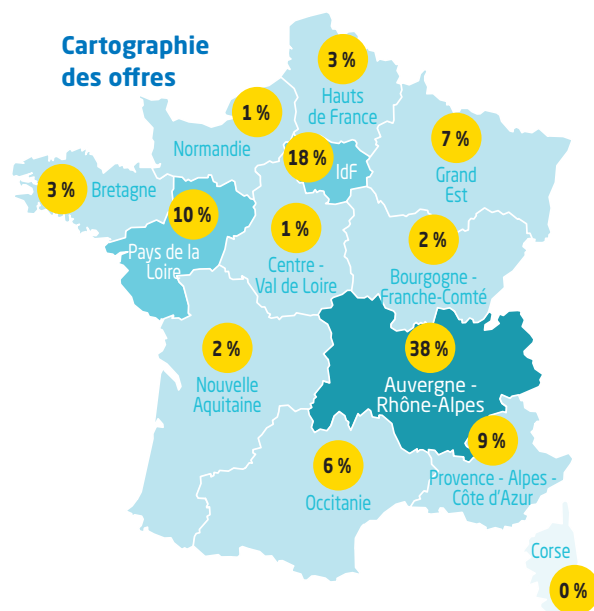 Cartographie
des offres
3 %
Hauts
de France
1 %
Normandie
18 %
IdF
7 %
Grand
Est
3 %
Bretagne
10 %
Pays de la
Loire
1 %
Centre -
Val de Loire
2 %
Bourgogne -
Franche-Comté
2 %
Nouvelle
Aquitaine
38 %
Auvergne -
Rhône-Alpes
9 %
Provence - Alpes -
Côte d'Azur
6 %
Occitanie
Corse
0 %